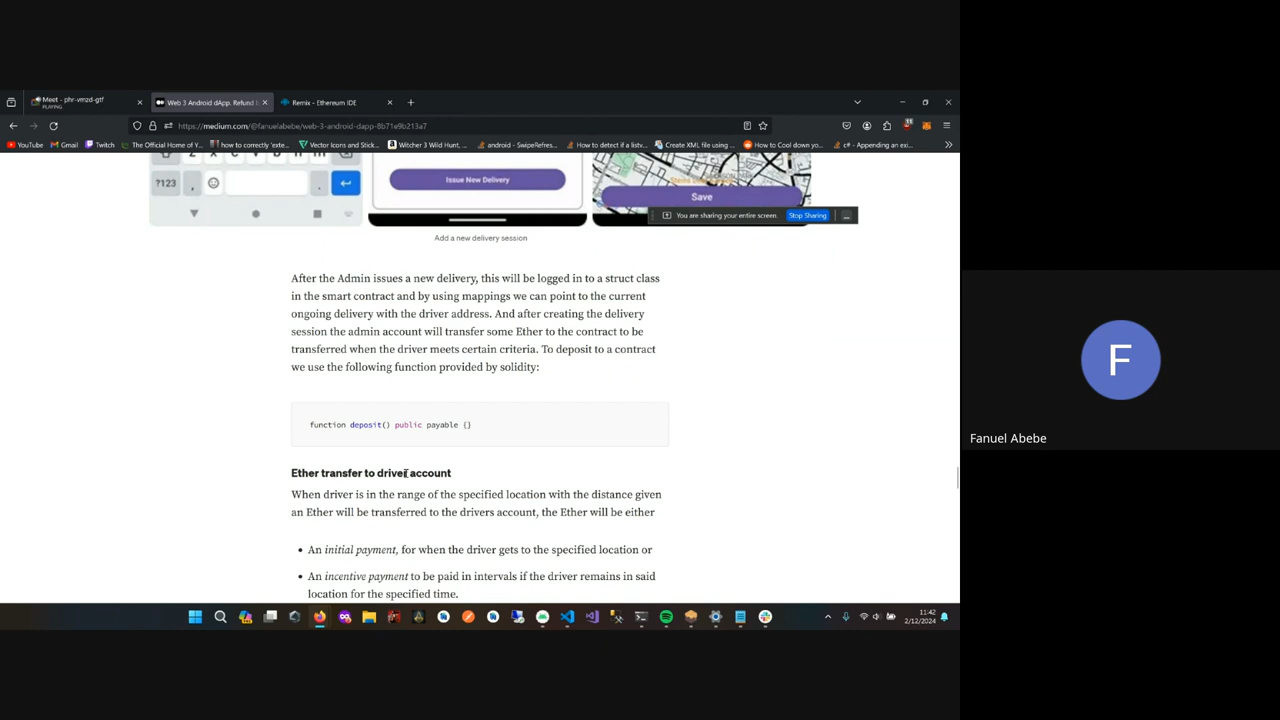 Meet - phr-vmzd-gtf
PLAYING
Web 3 Android dApp. Refund b
Remix - Ethereum IDE
https://medium.com/@fanuelabebe/web-3-android-dapp-8b71e9b213a7
YouTube
Gmail
Twitch
The Official Home of Y...
how to correctly 'exte...
Vector Icons and Stick...
Witcher 3 Wild Hunt, ...
android - SwipeRefres...
How to detect if a listv...
Create XML file using ...
How to Cool down yo...
c# - Appending an exi...
?123
,
.
Issue New Delivery
Save
You are sharing your entire screen. Stop Sharing
Add a new delivery session
After the Admin issues a new delivery, this will be logged in to a struct class
in the smart contract and by using mappings we can point to the current
ongoing delivery with the driver address. And after creating the delivery
session the admin account will transfer some Ether to the contract to be
transferred when the driver meets certain criteria. To deposit to a contract
we use the following function provided by solidity:
function deposit() public payable {}
Ether transfer to driver account
When driver is in the range of the specified location with the distance given
an Ether will be transferred to the drivers account, the Ether will be either
• An initial payment, for when the driver gets to the specified location or
• An incentive payment to be paid in intervals if the driver remains in said
location for the specified time.
11:42
2/12/2024
F
Fanuel Abebe